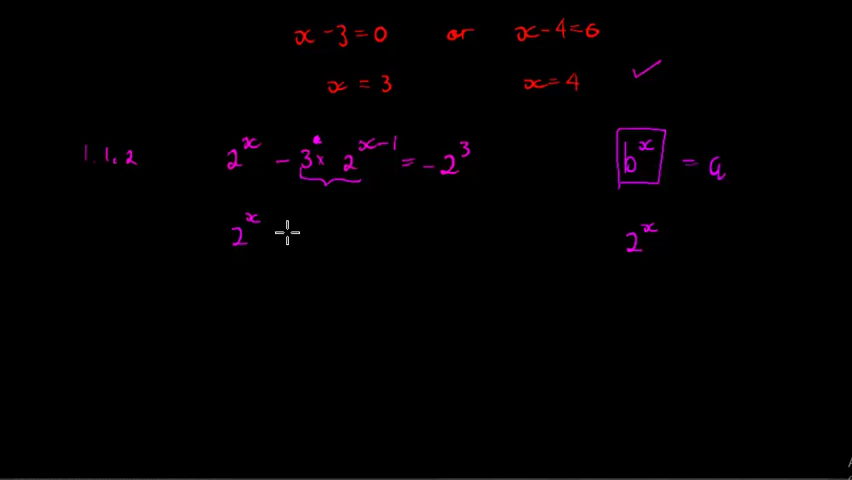 x - 3 = 0 or x - 4 = 0
x = 3 x = 4 ✓
1.1.2 2^x - 3 × 2^{x-1} = -2^3 b^x = a
2^x 2^x